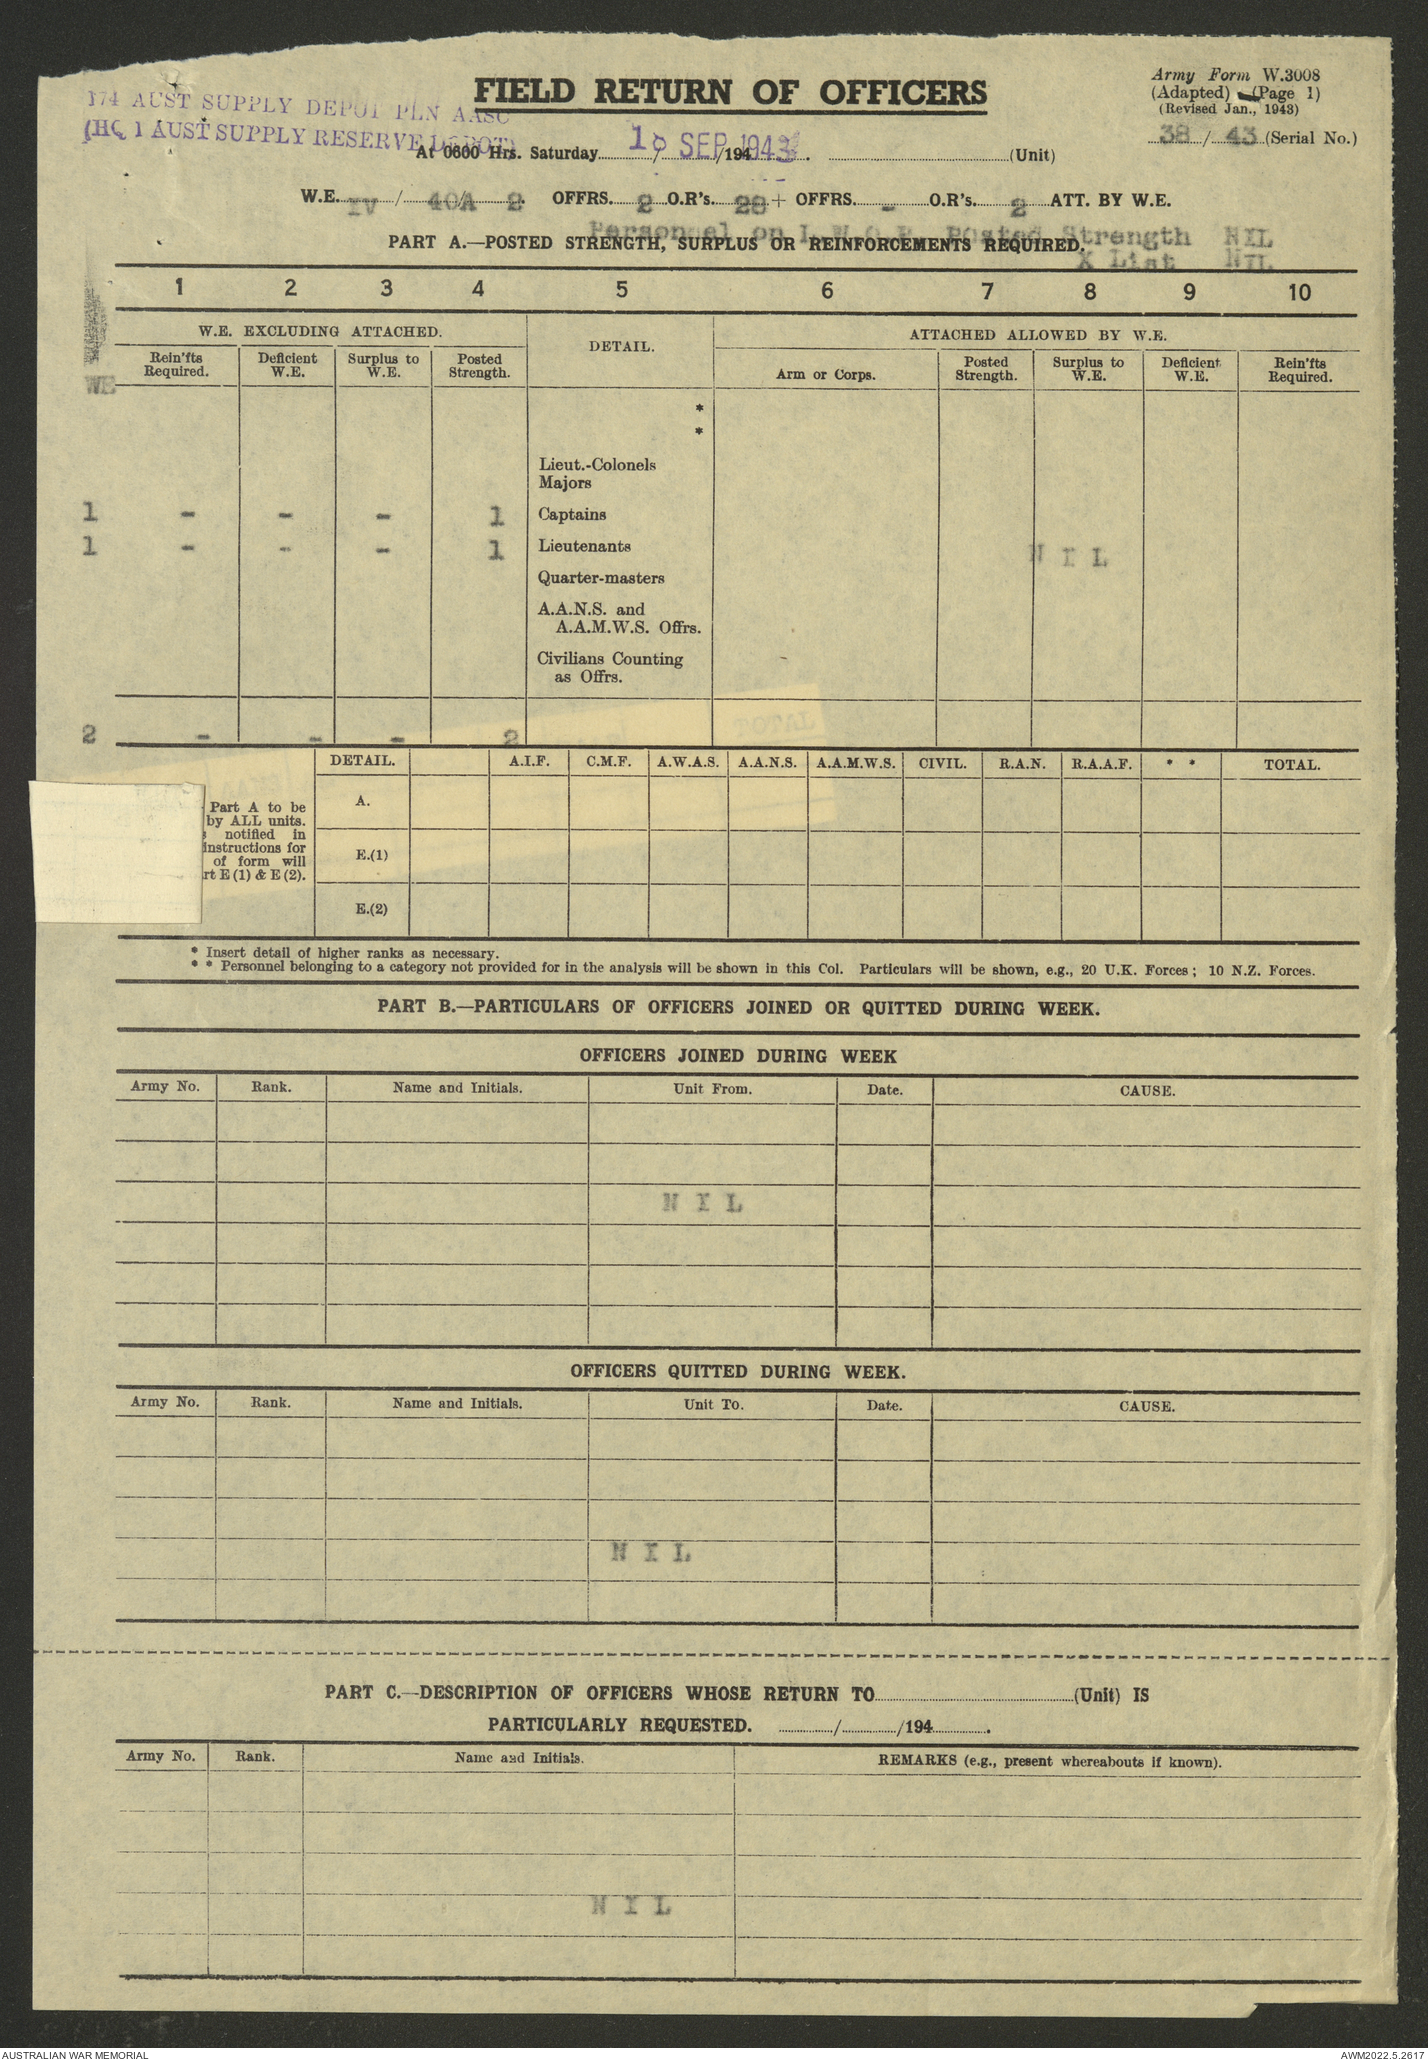 174 AUST SUPPLY DEPOT PLN AASC
(HQ 1 AUST SUPPLY RESERVE DEPOT)
FIELD RETURN OF OFFICERS
Army Form W.3008
(Adapted) (Page 1)
(Revised Jan., 1943)
38 / 43 (Serial No.)
At 0600 Hrs. Saturday SEP 1943 (Unit)
W.E. IV / 40A / 2. OFFRS. 2 O.R's. 28 + OFFRS. - O.R's. 2 ATT. BY W.E.
Personnel on Posted Strength NIL
PART A.—POSTED STRENGTH, SURPLUS OR REINFORCEMENTS REQUIRED.
X List NIL
1 2 3 4 5 6 7 8 9 10
W.E. EXCLUDING ATTACHED. DETAIL. ATTACHED ALLOWED BY W.E.
Rein'fts Required. Deficient W.E. Surplus to W.E. Posted Strength. Arm or Corps. Posted Strength. Surplus to W.E. Deficient W.E. Rein'fts Required.
WE
*
*
Lieut.-Colonels
Majors
1 - - - 1 Captains
1 - - - 1 Lieutenants N I L
Quarter-masters
A.A.N.S. and
A.A.M.W.S. Offrs.
Civilians Counting
as Offrs.
2 - - - 2
DETAIL. A.I.F. C.M.F. A.W.A.S. A.A.N.S. A.A.M.W.S. CIVIL. R.A.N. R.A.A.F. * * TOTAL.
A.
Part A to be
by ALL units.
notified in
instructions for
of form will
E (1) & E (2).
E.(1)
E.(2)
* Insert detail of higher ranks as necessary.
* * Personnel belonging to a category not provided for in the analysis will be shown in this Col. Particulars will be shown, e.g., 20 U.K. Forces; 10 N.Z. Forces.
PART B.—PARTICULARS OF OFFICERS JOINED OR QUITTED DURING WEEK.
OFFICERS JOINED DURING WEEK
Army No. Rank. Name and Initials. Unit From. Date. CAUSE.
N I L
OFFICERS QUITTED DURING WEEK.
Army No. Rank. Name and Initials. Unit To. Date. CAUSE.
N I L
PART C.—DESCRIPTION OF OFFICERS WHOSE RETURN TO (Unit) IS
PARTICULARLY REQUESTED. / /194 .
Army No. Rank. Name and Initials. REMARKS (e.g., present whereabouts if known).
N I L
AUSTRALIAN WAR MEMORIAL
AWM2022.5.2617